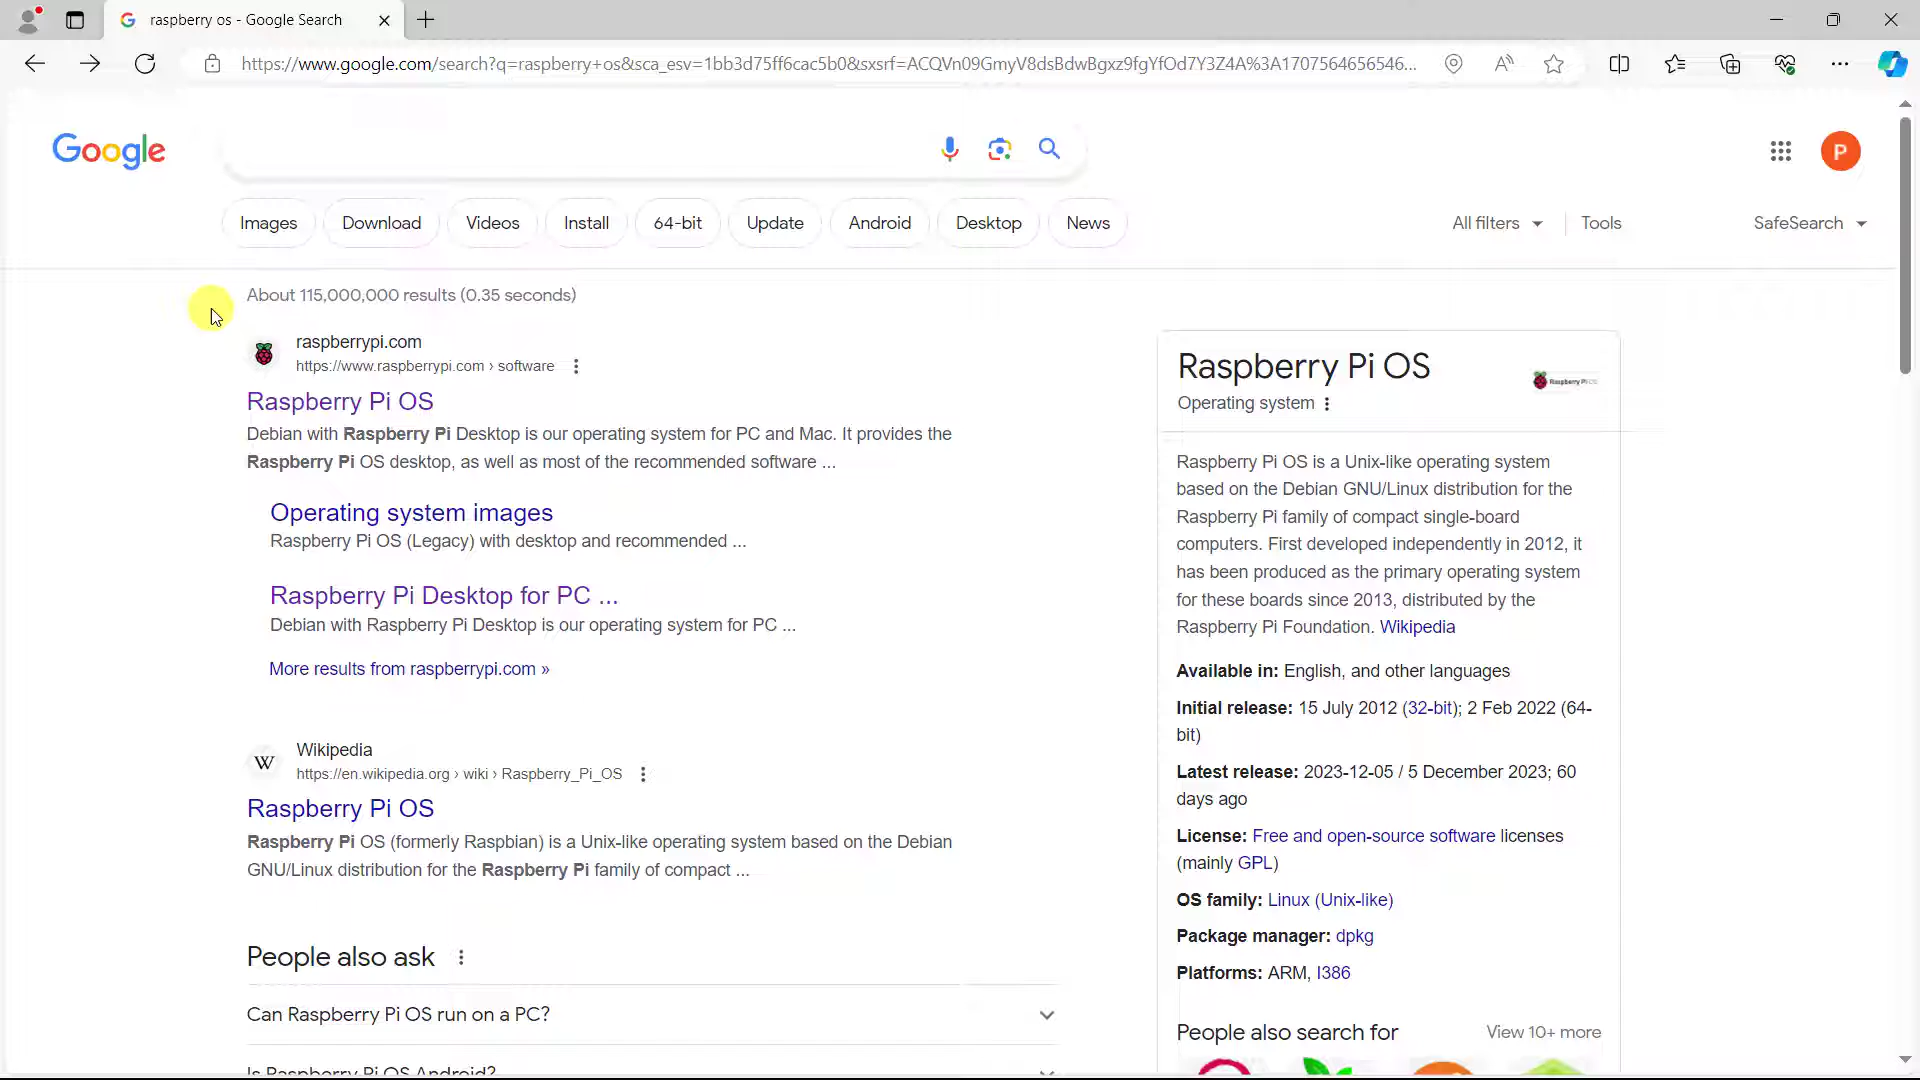 raspberry os - Google Search
https://www.google.com/search?q=raspberry+os&sca_esv=1bb3d75ff6cac5b0&sxsrf=ACQVn09GmyV8dsBdwBgxz9fgYfOd7Y3Z4A%3A1707564656546...
Google
P
Images
Download
Videos
Install
64-bit
Update
Android
Desktop
News
All filters
Tools
SafeSearch
About 115,000,000 results (0.35 seconds)
raspberrypi.com
https://www.raspberrypi.com › software
Raspberry Pi OS
Debian with Raspberry Pi Desktop is our operating system for PC and Mac. It provides the
Raspberry Pi OS desktop, as well as most of the recommended software ...
Operating system images
Raspberry Pi OS (Legacy) with desktop and recommended ...
Raspberry Pi Desktop for PC ...
Debian with Raspberry Pi Desktop is our operating system for PC ...
More results from raspberrypi.com »
W
Wikipedia
https://en.wikipedia.org › wiki › Raspberry_Pi_OS
Raspberry Pi OS
Raspberry Pi OS (formerly Raspbian) is a Unix-like operating system based on the Debian
GNU/Linux distribution for the Raspberry Pi family of compact ...
People also ask
Can Raspberry Pi OS run on a PC?
Is Raspberry Pi OS Android?
Raspberry Pi OS
Raspberry Pi OS
Operating system
Raspberry Pi OS is a Unix-like operating system
based on the Debian GNU/Linux distribution for the
Raspberry Pi family of compact single-board
computers. First developed independently in 2012, it
has been produced as the primary operating system
for these boards since 2013, distributed by the
Raspberry Pi Foundation. Wikipedia
Available in: English, and other languages
Initial release: 15 July 2012 (32-bit); 2 Feb 2022 (64-
bit)
Latest release: 2023-12-05 / 5 December 2023; 60
days ago
License: Free and open-source software licenses
(mainly GPL)
OS family: Linux (Unix-like)
Package manager: dpkg
Platforms: ARM, I386
People also search for
View 10+ more